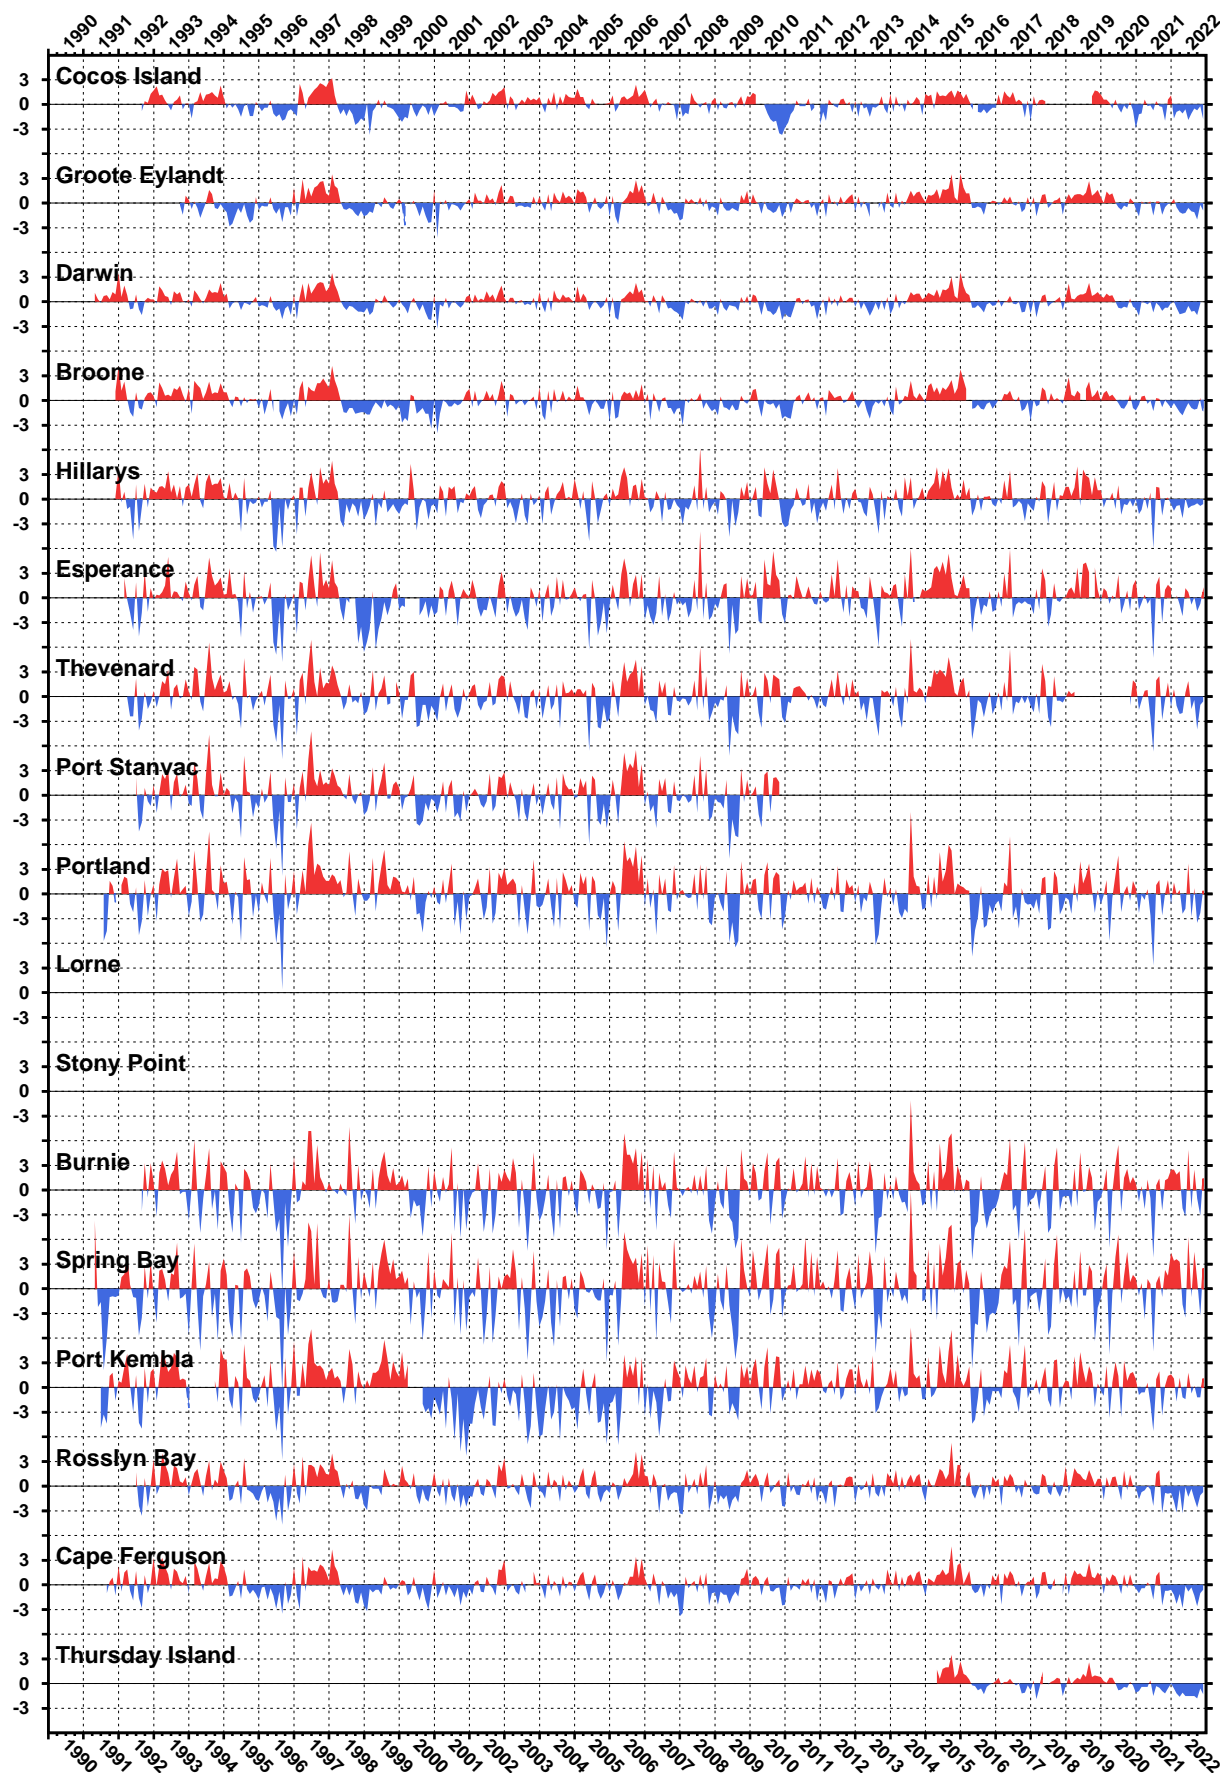 1990 1991 1992 1993 1994 1995 1996 1997 1998 1999 2000 2001 2002 2003 2004 2005 2006 2007 2008 2009 2010 2011 2012 2013 2014 2015 2016 2017 2018 2019 2020 2021 2022
3 Cocos Island
0
-3
3 Groote Eylandt
0
-3
3 Darwin
0
-3
3 Broome
0
-3
3 Hillarys
0
-3
3 Esperance
0
-3
3 Thevenard
0
-3
3 Port Stanvac
0
-3
3 Portland
0
-3
3 Lorne
0
-3
3 Stony Point
0
-3
3 Burnie
0
-3
3 Spring Bay
0
-3
3 Port Kembla
0
-3
3 Rosslyn Bay
0
-3
3 Cape Ferguson
0
-3
3 Thursday Island
0
-3
1990 1991 1992 1993 1994 1995 1996 1997 1998 1999 2000 2001 2002 2003 2004 2005 2006 2007 2008 2009 2010 2011 2012 2013 2014 2015 2016 2017 2018 2019 2020 2021 2022